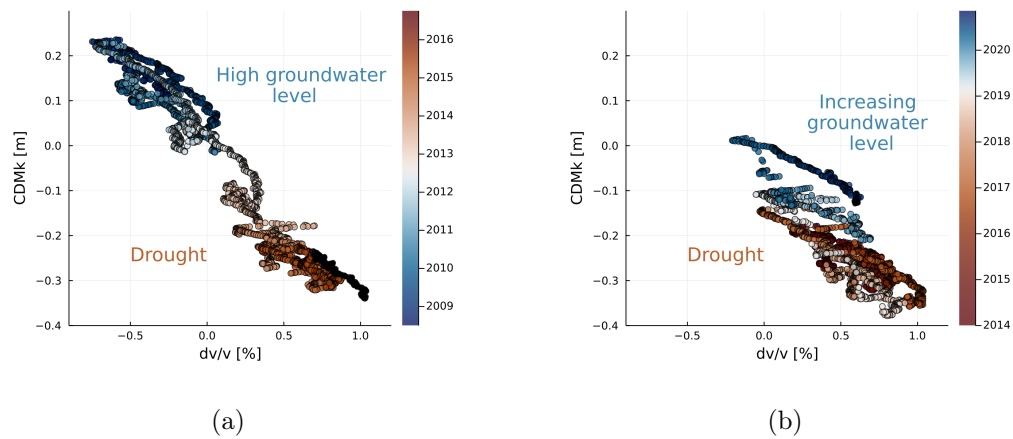 CDMk [m]
0.2
0.1
0.0
−0.1
−0.2
−0.3
−0.4
−0.5
0.0
0.5
1.0
dv/v [%]
High groundwater
level
Drought
2016
2015
2014
2013
2012
2011
2010
2009
(a)
CDMk [m]
0.2
0.1
0.0
−0.1
−0.2
−0.3
−0.4
−0.5
0.0
0.5
1.0
dv/v [%]
Increasing
groundwater
level
Drought
2020
2019
2018
2017
2016
2015
2014
(b)